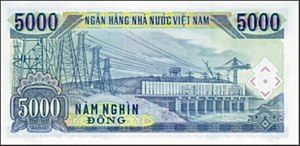 5000 NGÂN HÀNG NHÀ NƯỚC VIỆT NAM 5000
5000 NĂM NGHÌN
ĐỒNG